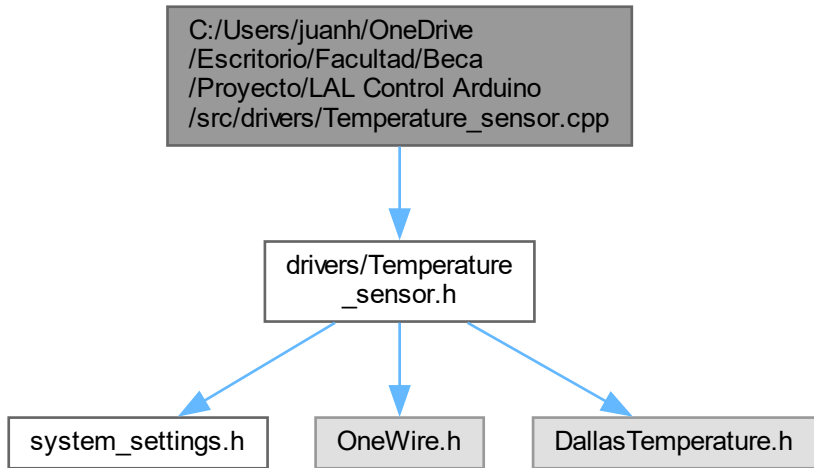 C:/Users/juanh/OneDrive
/Escritorio/Facultad/Beca
/Proyecto/LAL Control Arduino
/src/drivers/Temperature_sensor.cpp
drivers/Temperature
_sensor.h
system_settings.h
OneWire.h
DallasTemperature.h